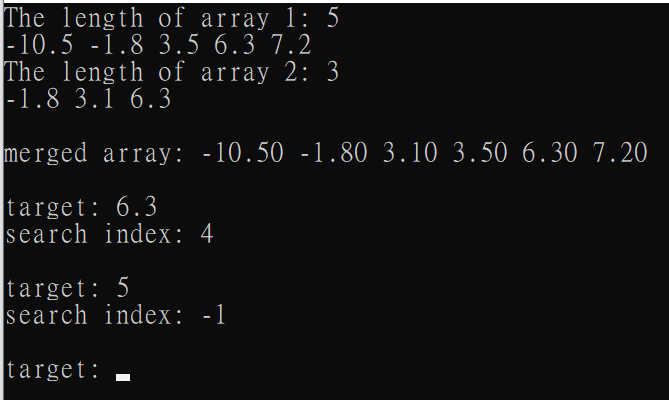 The length of array 1: 5
-10.5 -1.8 3.5 6.3 7.2
The length of array 2: 3
-1.8 3.1 6.3
merged array: -10.50 -1.80 3.10 3.50 6.30 7.20
target: 6.3
search index: 4
target: 5
search index: -1
target: